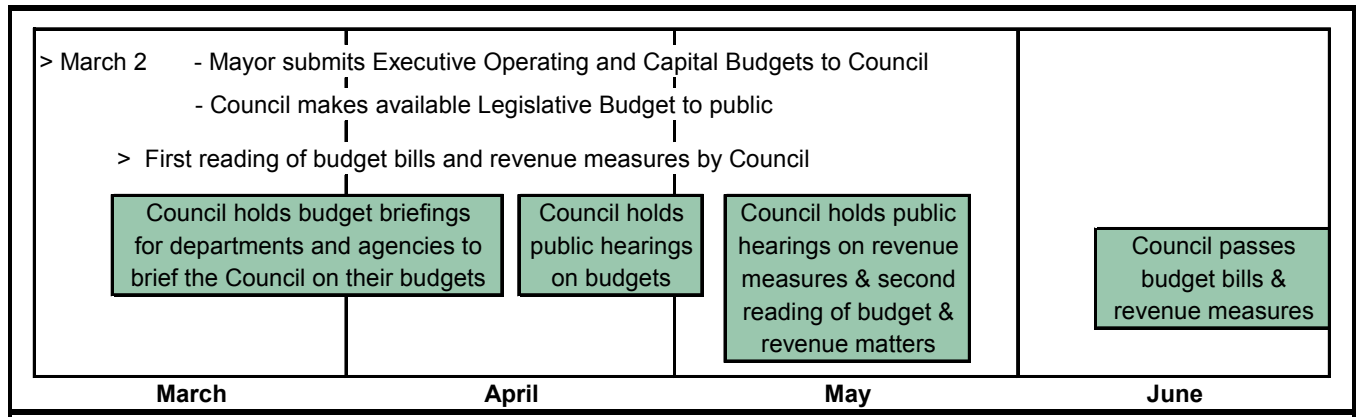 > March 2 - Mayor submits Executive Operating and Capital Budgets to Council
- Council makes available Legislative Budget to public
> First reading of budget bills and revenue measures by Council
Council holds budget briefings
for departments and agencies to
brief the Council on their budgets
Council holds
public hearings
on budgets
Council holds public
hearings on revenue
measures & second
reading of budget &
revenue matters
Council passes
budget bills &
revenue measures
March April May June